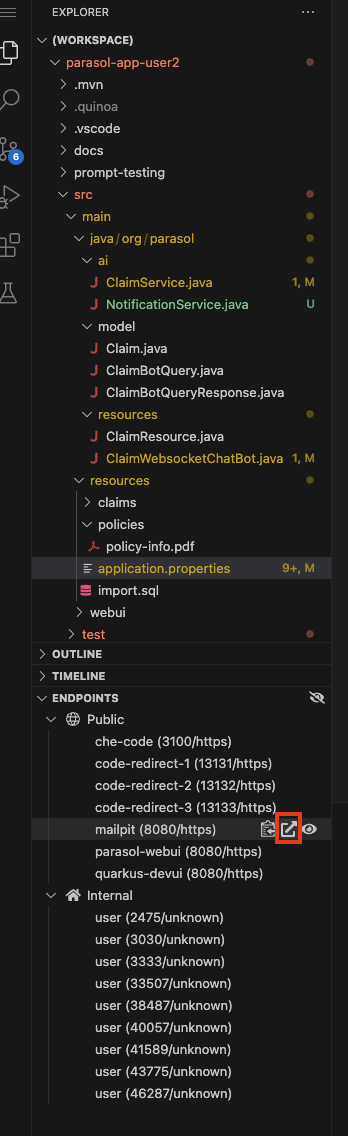 EXPLORER
(WORKSPACE)
parasol-app-user2
.mvn
.quinoa
.vscode
6
docs
prompt-testing
src
main
java/org/parasol
ai
ClaimService.java 1, M
NotificationService.java U
model
Claim.java
ClaimBotQuery.java
ClaimBotQueryResponse.java
resources
ClaimResource.java
ClaimWebsocketChatBot.java 1, M
resources
claims
policies
policy-info.pdf
application.properties 9+, M
import.sql
webui
test
OUTLINE
TIMELINE
ENDPOINTS
Public
che-code (3100/https)
code-redirect-1 (13131/https)
code-redirect-2 (13132/https)
code-redirect-3 (13133/https)
mailpit (8080/https)
parasol-webui (8080/https)
quarkus-devui (8080/https)
Internal
user (2475/unknown)
user (3030/unknown)
user (3333/unknown)
user (33507/unknown)
user (38487/unknown)
user (40057/unknown)
user (41589/unknown)
user (43775/unknown)
user (46287/unknown)